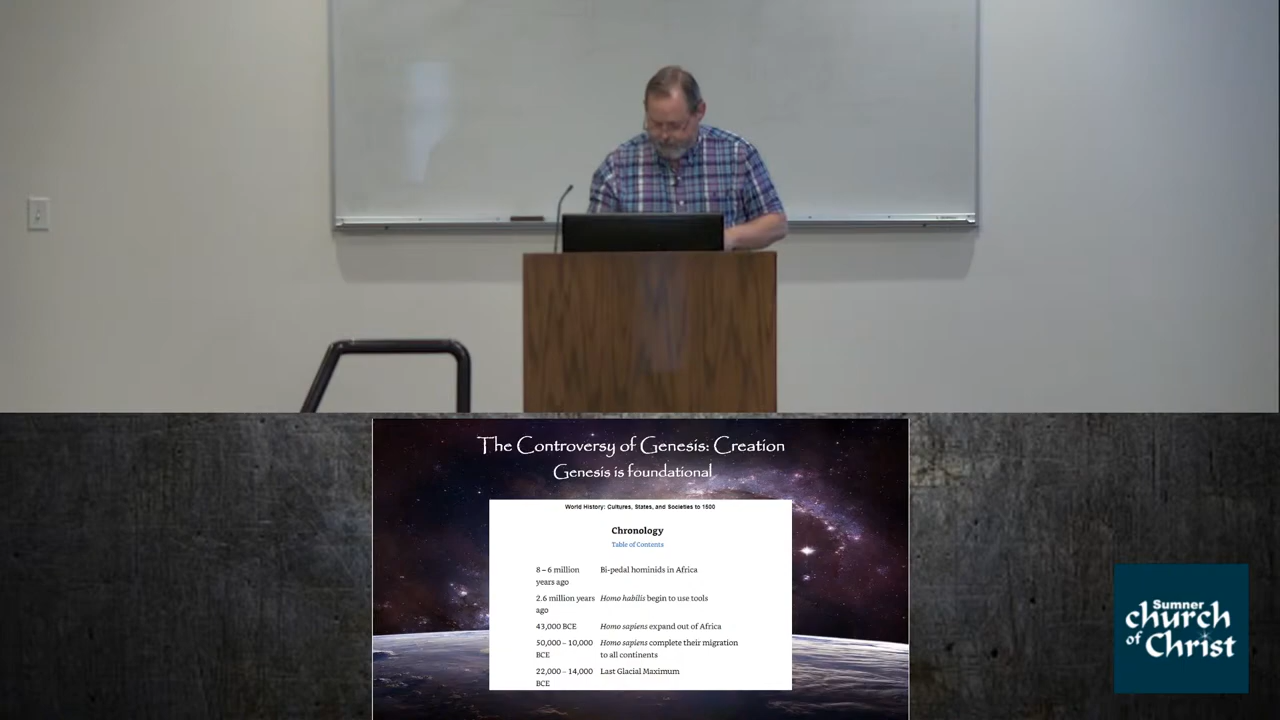 The Controversy of Genesis: Creation
Genesis is foundational
World History: Cultures, States, and Societies to 1500
Chronology
Table of Contents
8 – 6 million years ago Bi-pedal hominids in Africa
2.6 million years ago Homo habilis begin to use tools
43,000 BCE Homo sapiens expand out of Africa
50,000 – 10,000 BCE Homo sapiens complete their migration to all continents
22,000 – 14,000 BCE Last Glacial Maximum
Sumner
church
of Christ